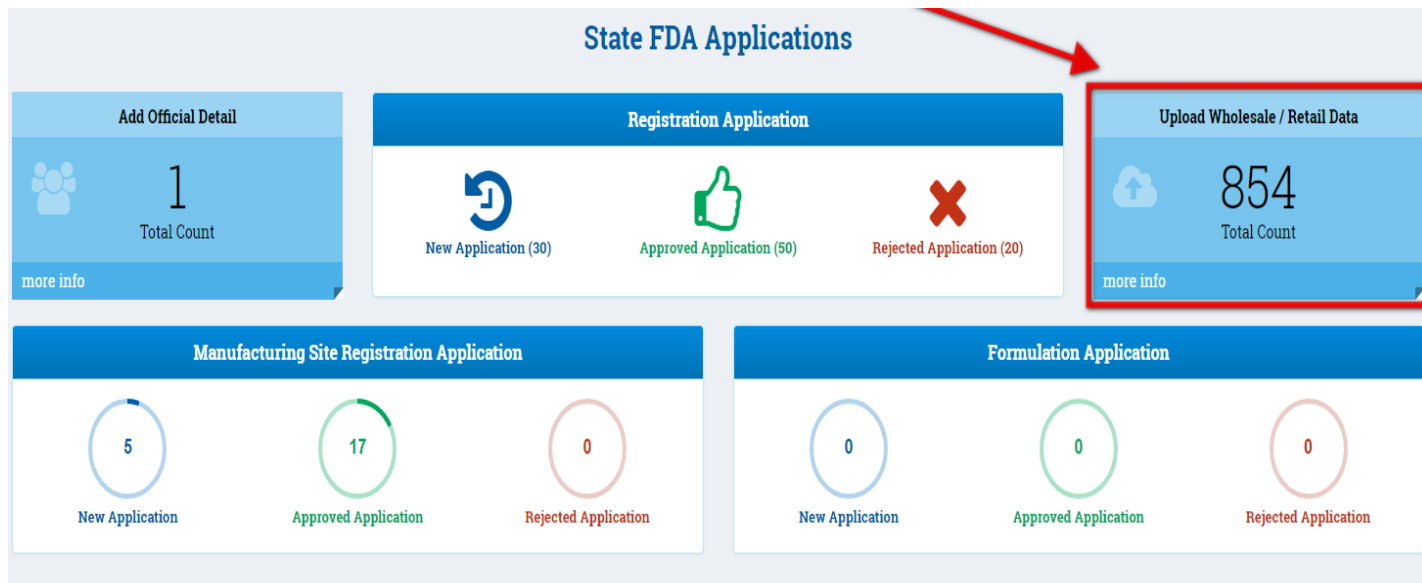 State FDA Applications
Add Official Detail
1
Total Count
more info
Registration Application
New Application (30)
Approved Application (50)
Rejected Application (20)
Upload Wholesale / Retail Data
854
Total Count
more info
Manufacturing Site Registration Application
5
New Application
17
Approved Application
0
Rejected Application
Formulation Application
0
New Application
0
Approved Application
0
Rejected Application